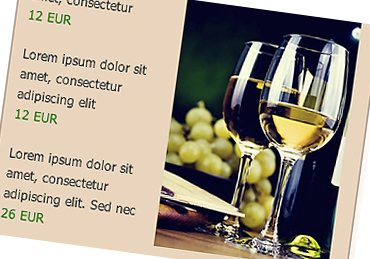 amet, consectetur
12 EUR
Lorem ipsum dolor sit
amet, consectetur
adipiscing elit
12 EUR
Lorem ipsum dolor sit
amet, consectetur
adipiscing elit. Sed nec
26 EUR